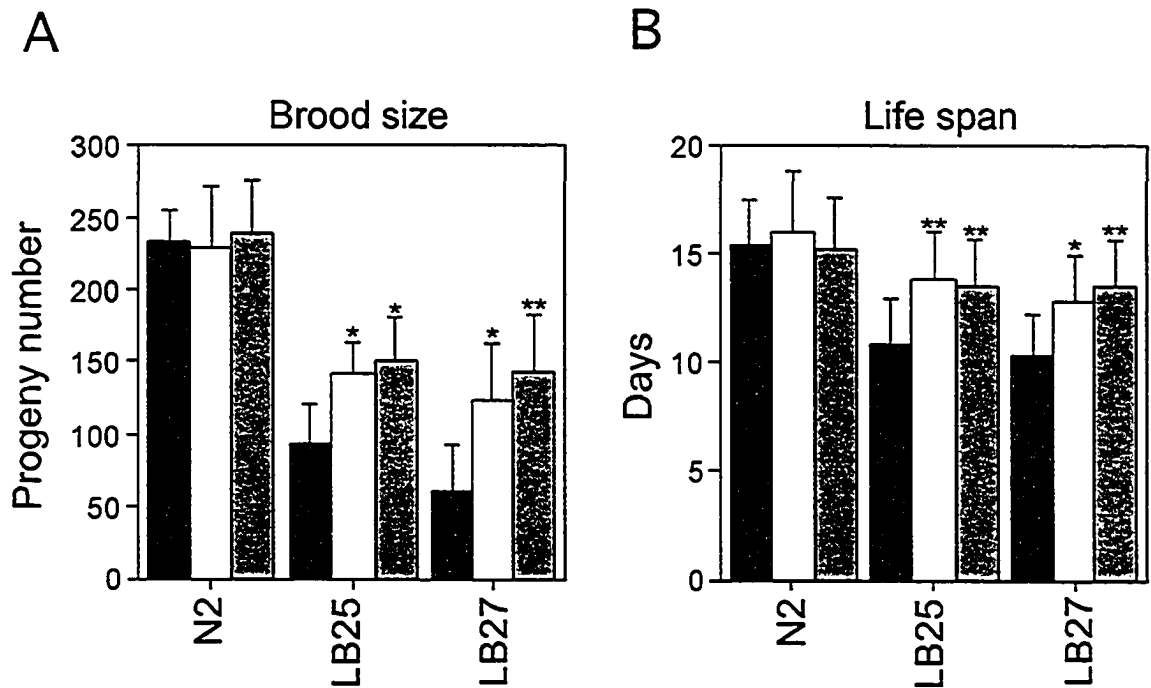 A
B
Brood size
Life span
Progeny number
300
250
200
150
100
50
0
* * * **
N2
LB25
LB27
Days
20
15
10
5
0
** ** * **
N2
LB25
LB27